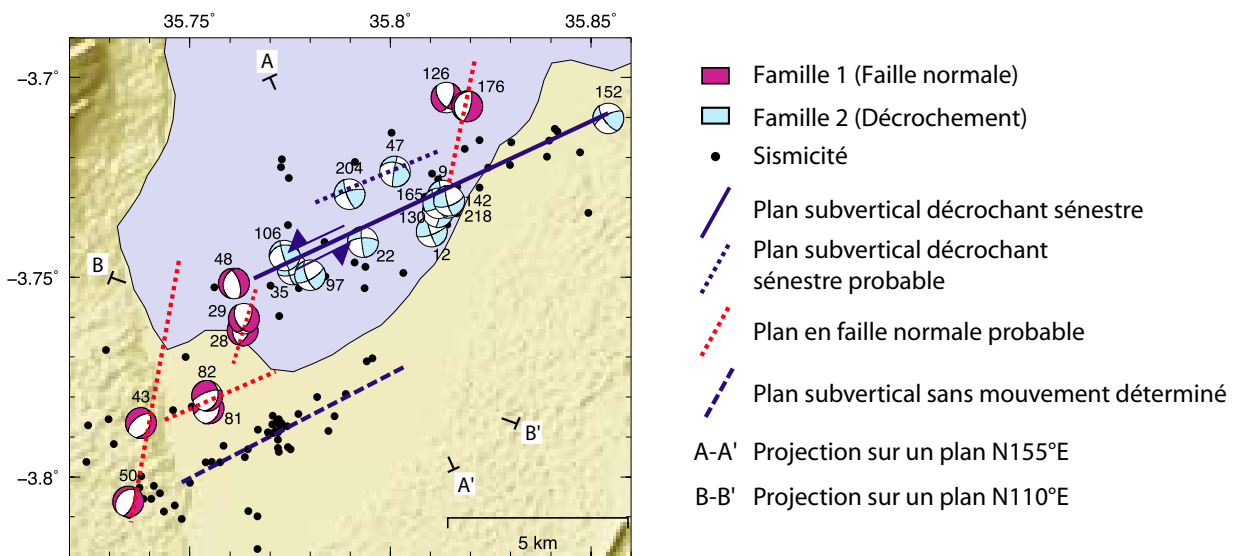 35.75°
35.8°
35.85°
−3.7°
−3.75°
−3.8°
A
126
176
152
47
204
9
165
142
130
218
12
106
22
B
48
35
97
29
28
82
43
81
B'
50
A'
5 km
Famille 1 (Faille normale)
Famille 2 (Décrochement)
Sismicité
Plan subvertical décrochant sénestre
Plan subvertical décrochant
sénestre probable
Plan en faille normale probable
Plan subvertical sans mouvement déterminé
A-A' Projection sur un plan N155°E
B-B' Projection sur un plan N110°E